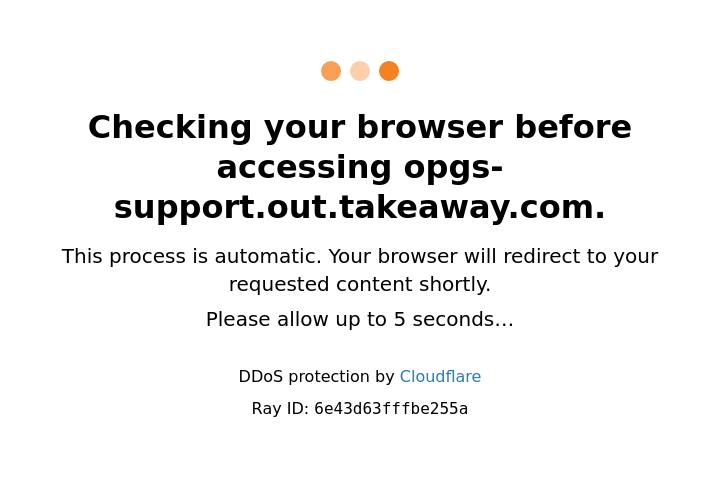 Checking your browser before
accessing opgs-
support.out.takeaway.com.
This process is automatic. Your browser will redirect to your
requested content shortly.
Please allow up to 5 seconds…
DDoS protection by Cloudflare
Ray ID: 6e43d63fffbe255a